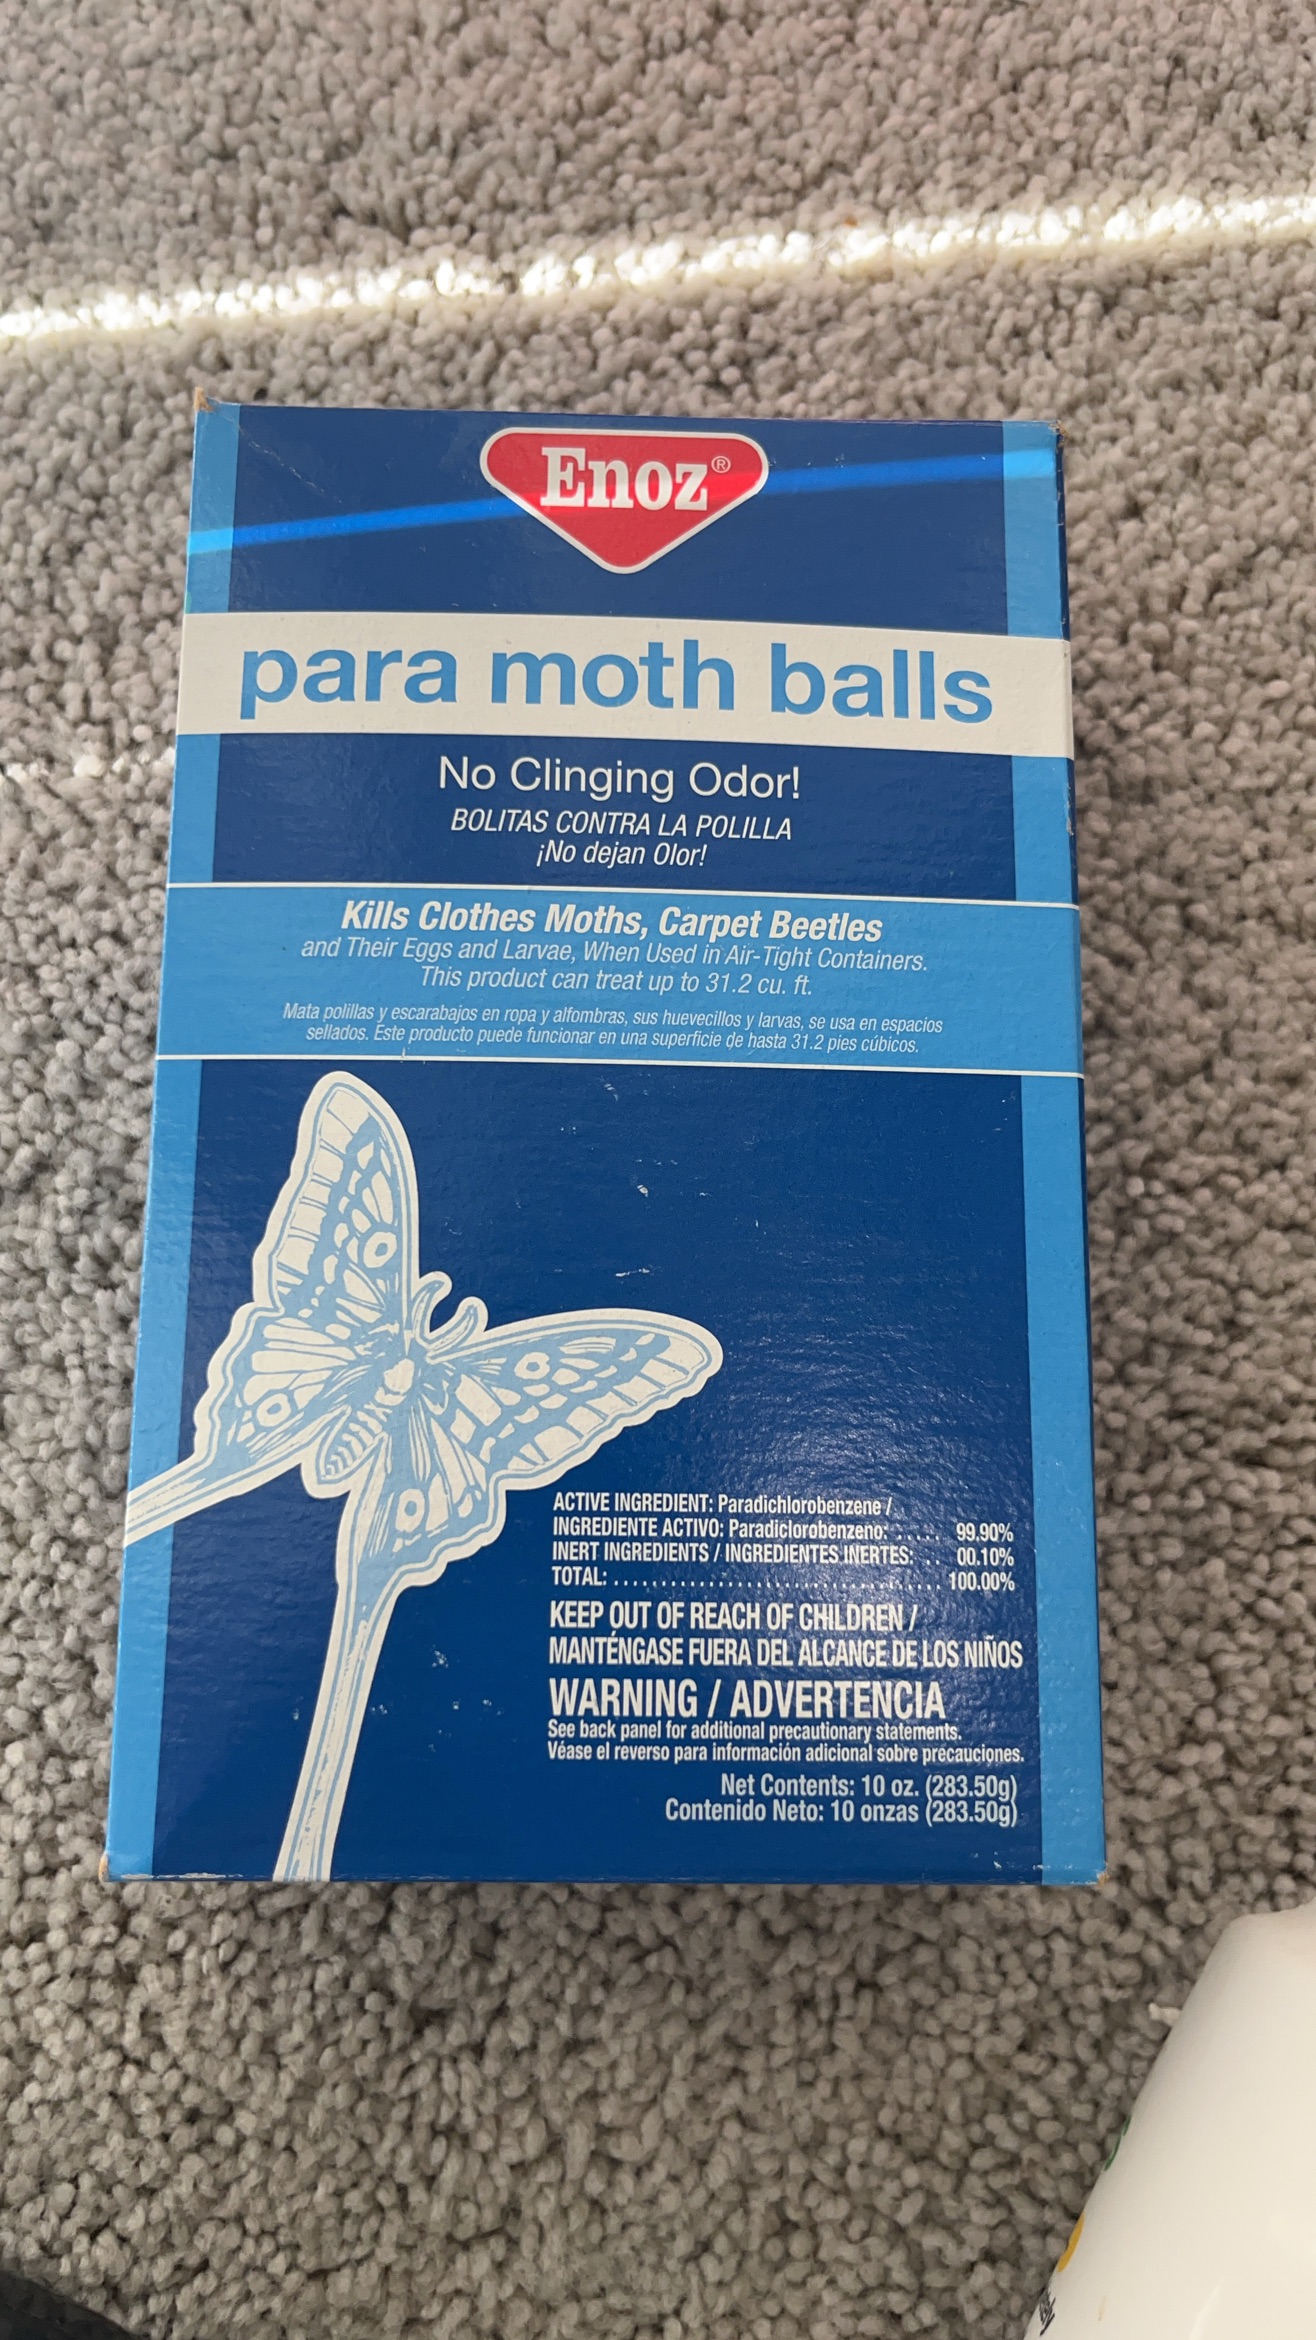 Enoz®
para moth balls
No Clinging Odor!
BOLITAS CONTRA LA POLILLA
¡No dejan Olor!
Kills Clothes Moths, Carpet Beetles
and Their Eggs and Larvae, When Used in Air-Tight Containers.
This product can treat up to 31.2 cu. ft.
Mata polillas y escarabajos en ropa y alfombras, sus huevecillos y larvas, se usa en espacios
sellados. Este producto puede funcionar en una superficie de hasta 31.2 pies cúbicos.
ACTIVE INGREDIENT: Paradichlorobenzene /
INGREDIENTE ACTIVO: Paradiclorobenzeno: ..... 99.90%
INERT INGREDIENTS / INGREDIENTES INERTES: .. 00.10%
TOTAL: ........................................ 100.00%
KEEP OUT OF REACH OF CHILDREN /
MANTÉNGASE FUERA DEL ALCANCE DE LOS NIÑOS
WARNING / ADVERTENCIA
See back panel for additional precautionary statements.
Véase el reverso para información adicional sobre precauciones.
Net Contents: 10 oz. (283.50g)
Contenido Neto: 10 onzas (283.50g)